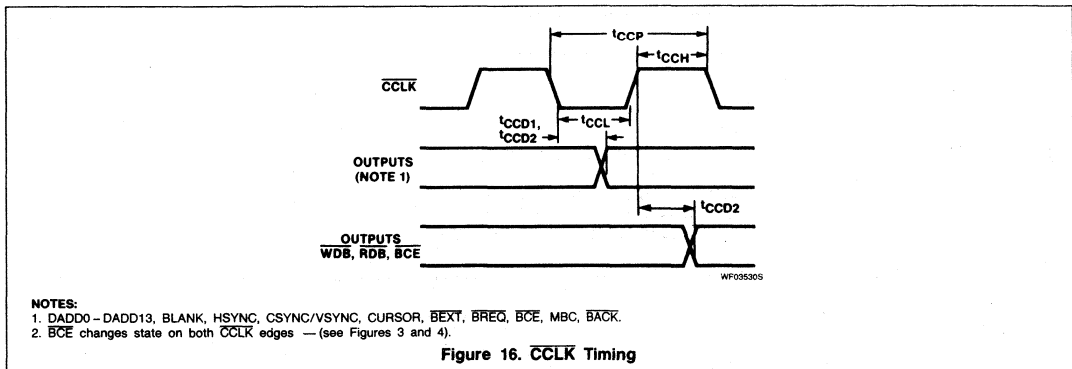 tCCP
tCCH
CCLK
tCCD1,
tCCD2
tCCL
OUTPUTS
(NOTE 1)
tCCD2
OUTPUTS
WDB, RDB, BCE
WF03530S
NOTES:
1. DADD0 – DADD13, BLANK, HSYNC, CSYNC/VSYNC, CURSOR, BEXT, BREQ, BCE, MBC, BACK.
2. BCE changes state on both CCLK edges — (see Figures 3 and 4).
Figure 16. CCLK Timing